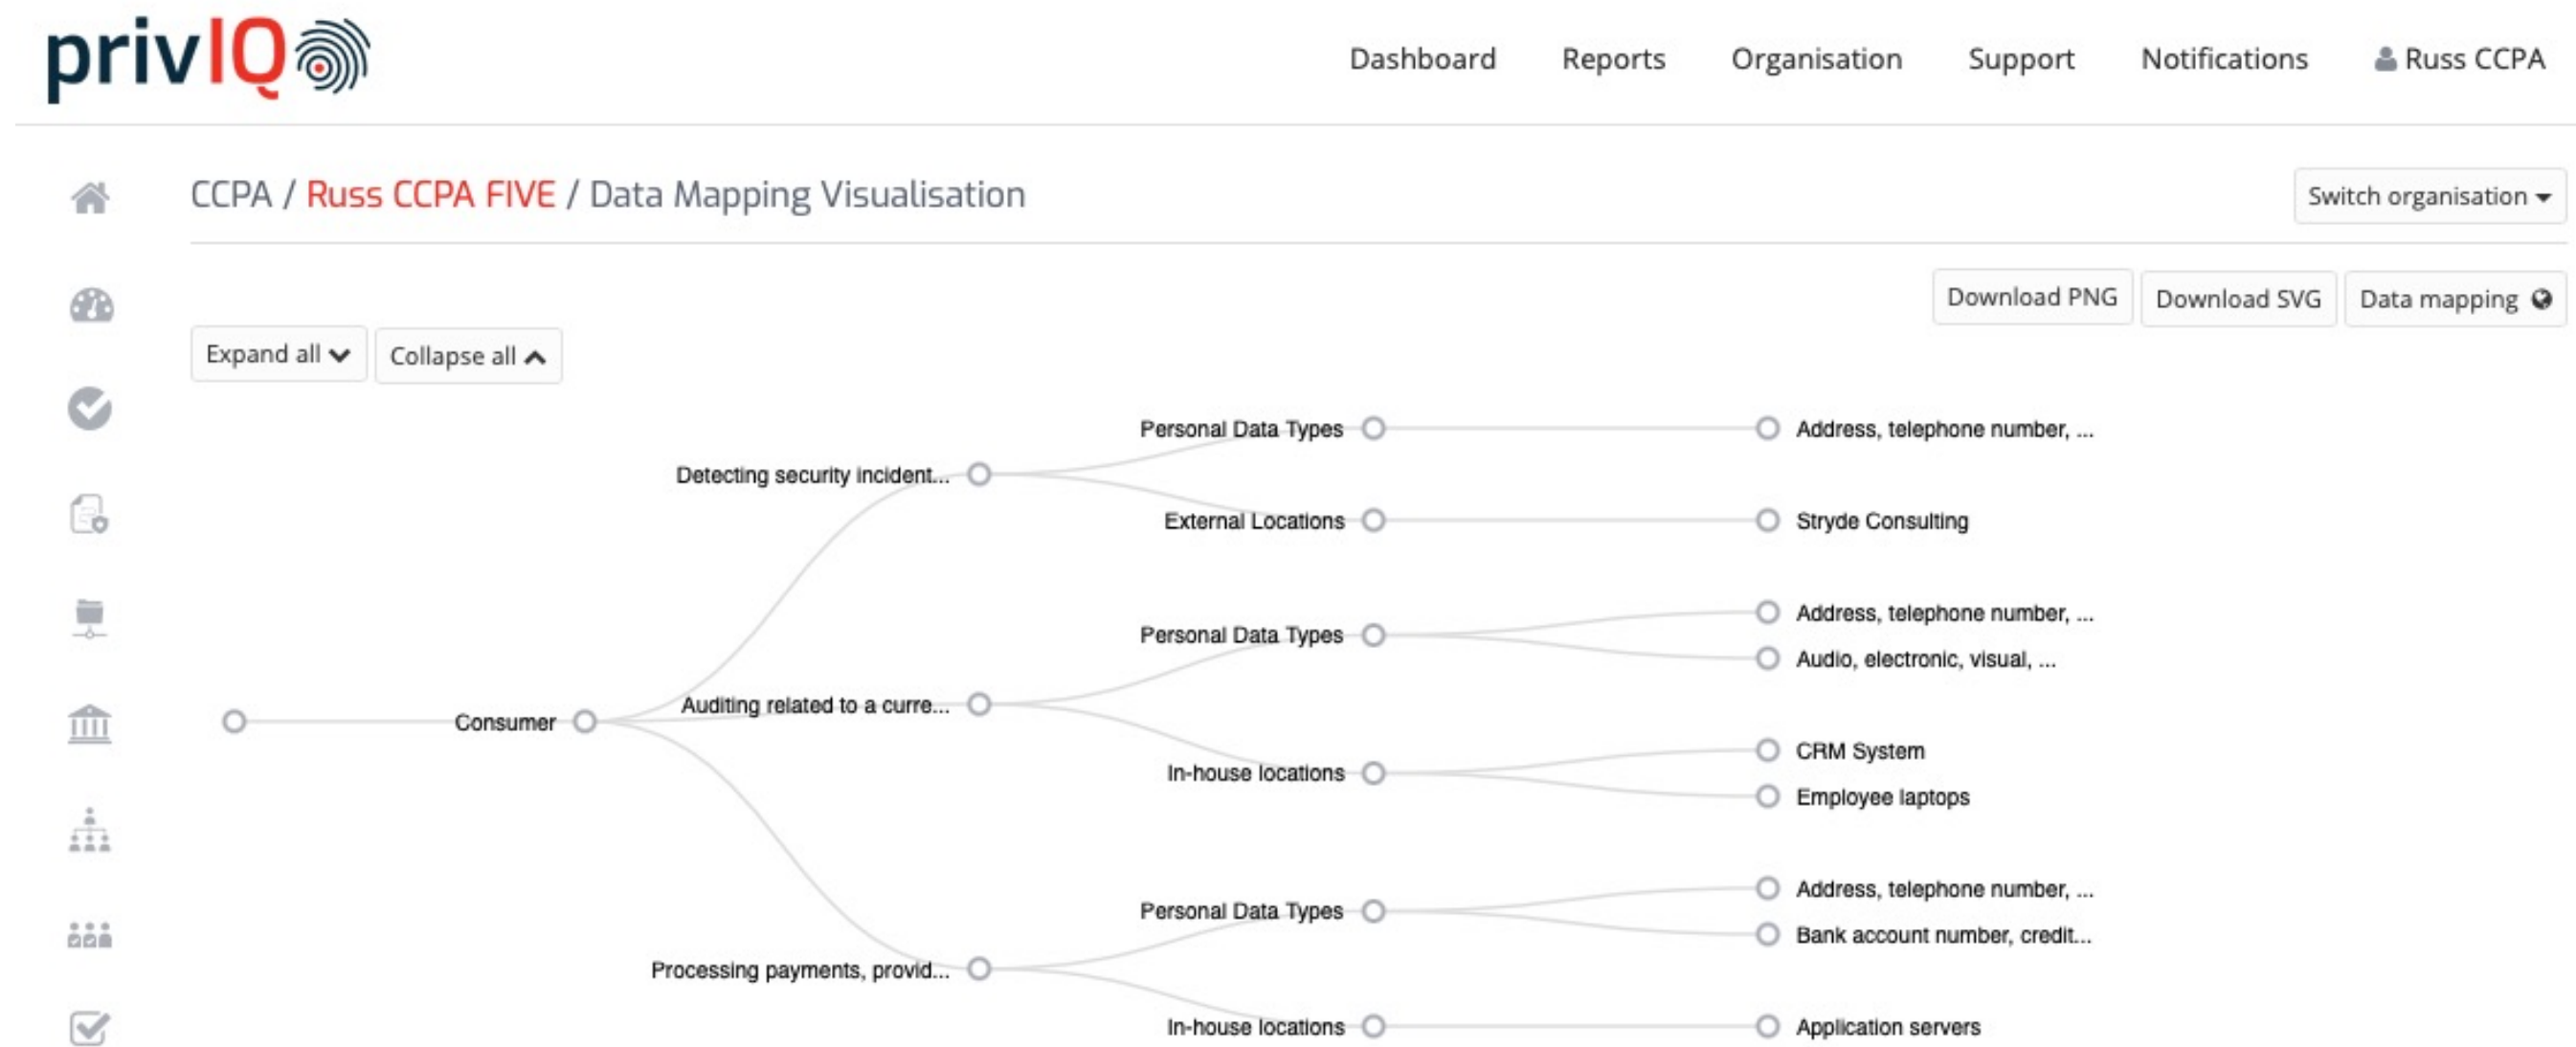 privIQ
Dashboard Reports Organisation Support Notifications Russ CCPA
CCPA / Russ CCPA FIVE / Data Mapping Visualisation
Switch organisation
Download PNG Download SVG Data mapping
Expand all Collapse all
Personal Data Types Address, telephone number, ...
Detecting security incident...
External Locations Stryde Consulting
Address, telephone number, ...
Personal Data Types
Audio, electronic, visual, ...
Auditing related to a curre...
Consumer
CRM System
In-house locations
Employee laptops
Address, telephone number, ...
Personal Data Types
Bank account number, credit...
Processing payments, provid...
In-house locations Application servers